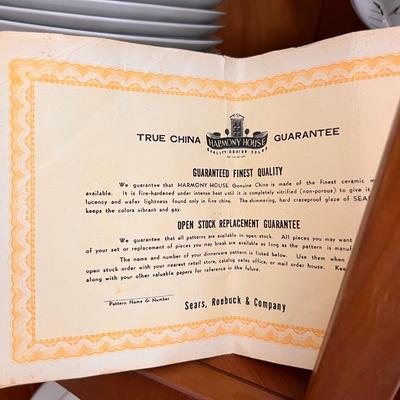 TRUE CHINA HARMONY HOUSE GUARANTEE
QUALITY • DESIGN • COLOR
GUARANTEED FINEST QUALITY
We guarantee that HARMONY HOUSE Genuine China is made of the finest ceramic
available. It is fire-hardened under intense heat until it is completely vitrified (non-porous) to give it
lucency and wafer lightness found only in fine china. The shimmering, hard crazeproof glaze of
keeps the colors vibrant and gay.
OPEN STOCK REPLACEMENT GUARANTEE
We guarantee that all patterns are available in open stock. All pieces you may want
of your set or replacement of pieces you may break are available as long as the pattern is
The name and number of your dinnerware pattern is listed below. Use them when
open stock order with your nearest retail store, catalog sales office, or mail order house. Keep
along with your other valuable papers for reference in the future.
Pattern Name & Number
Sears, Roebuck & Company